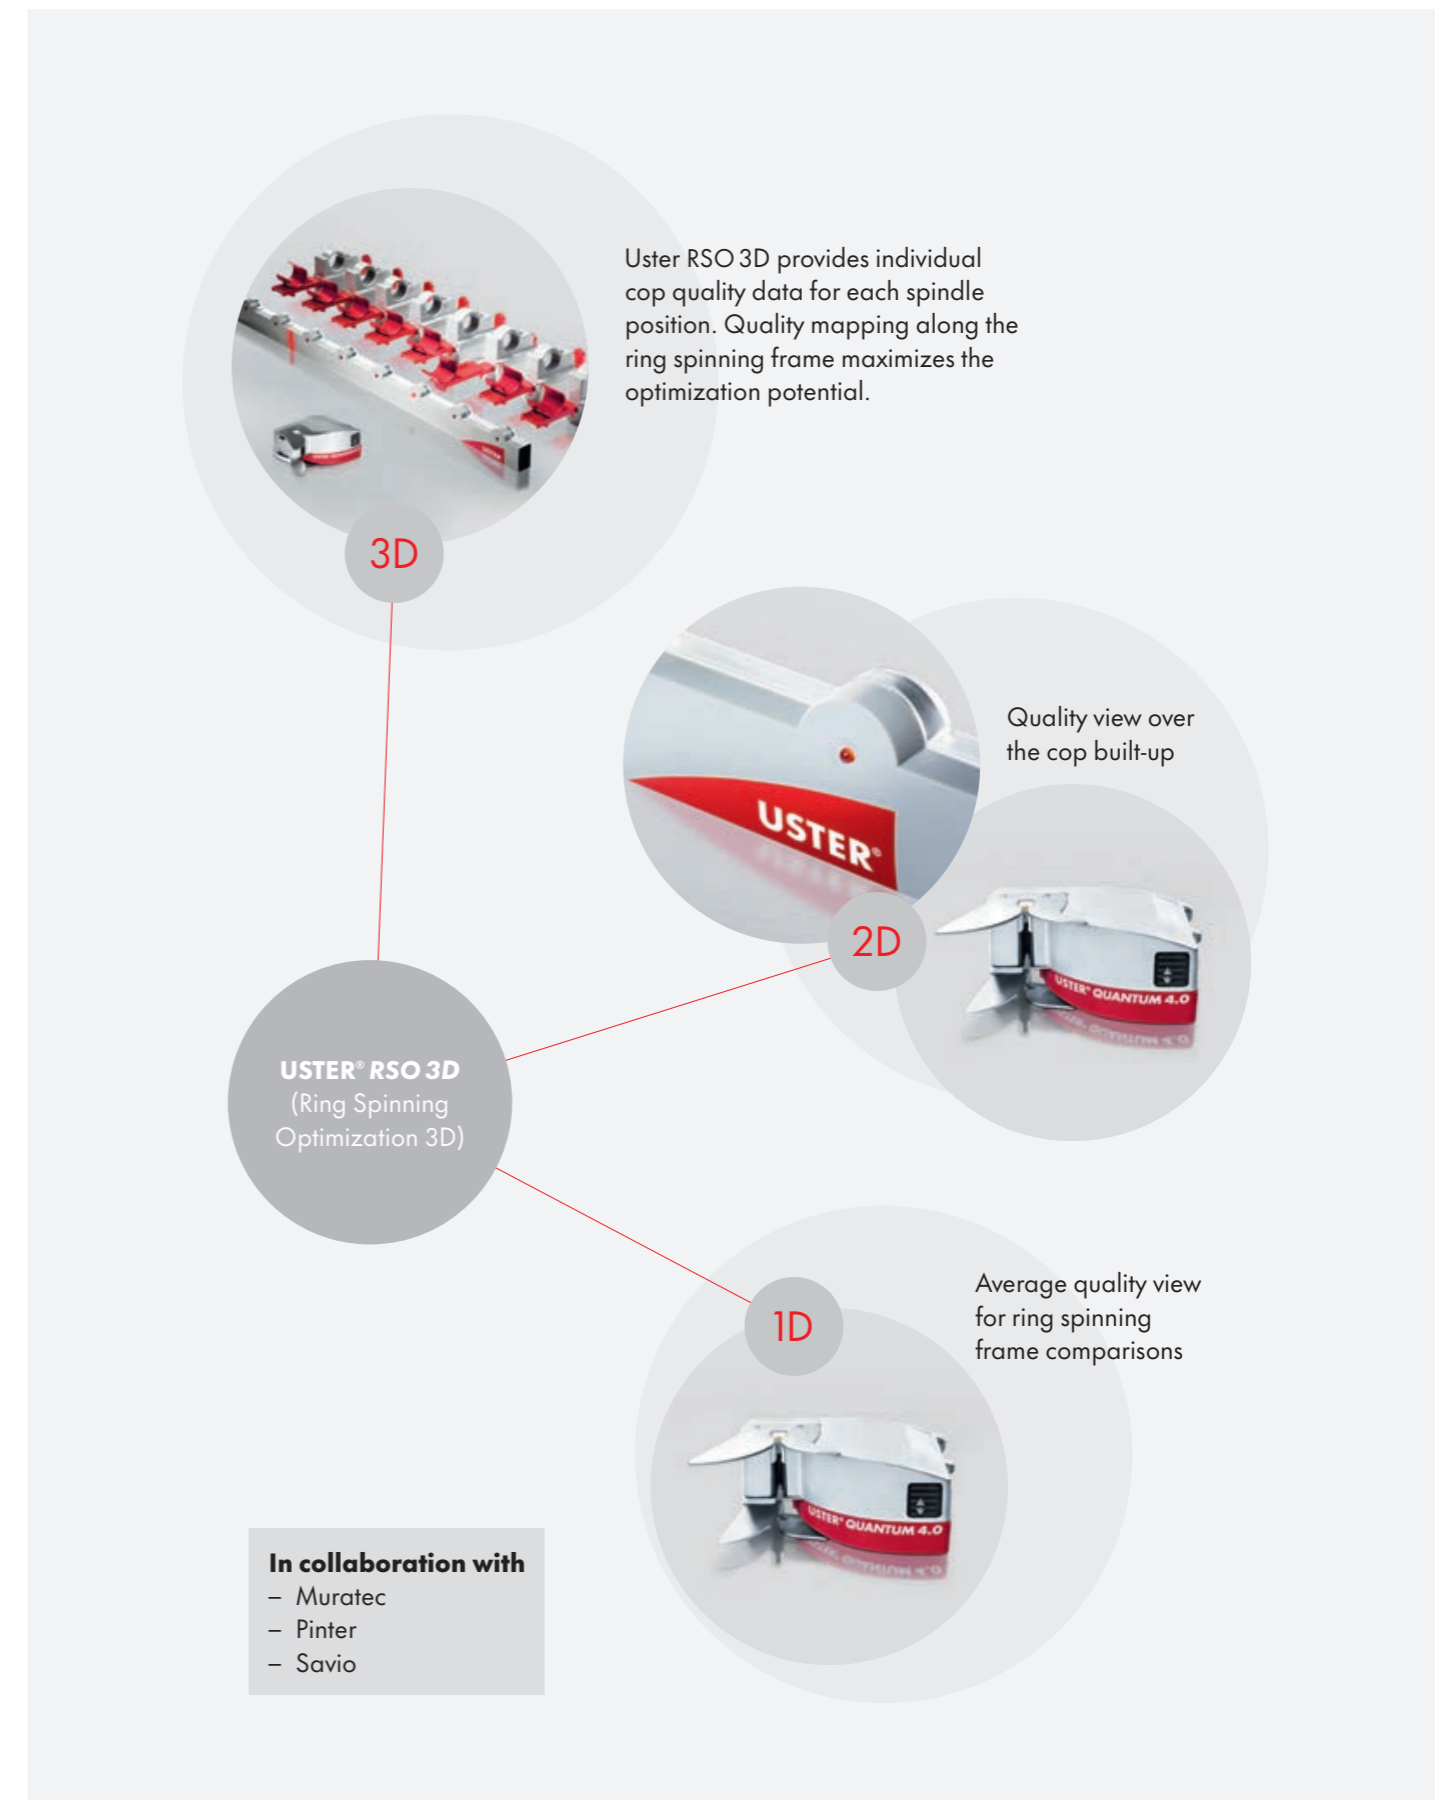 Uster RSO 3D provides individual
cop quality data for each spindle
position. Quality mapping along the
ring spinning frame maximizes the
optimization potential.
USTER
3D
Quality view over
the cop built-up
USTER®
2D
USTER® QUANTUM 4.0
USTER® RSO 3D
(Ring Spinning
Optimization 3D)
Average quality view
for ring spinning
frame comparisons
1D
USTER® QUANTUM 4.0
In collaboration with
– Muratec
– Pinter
– Savio